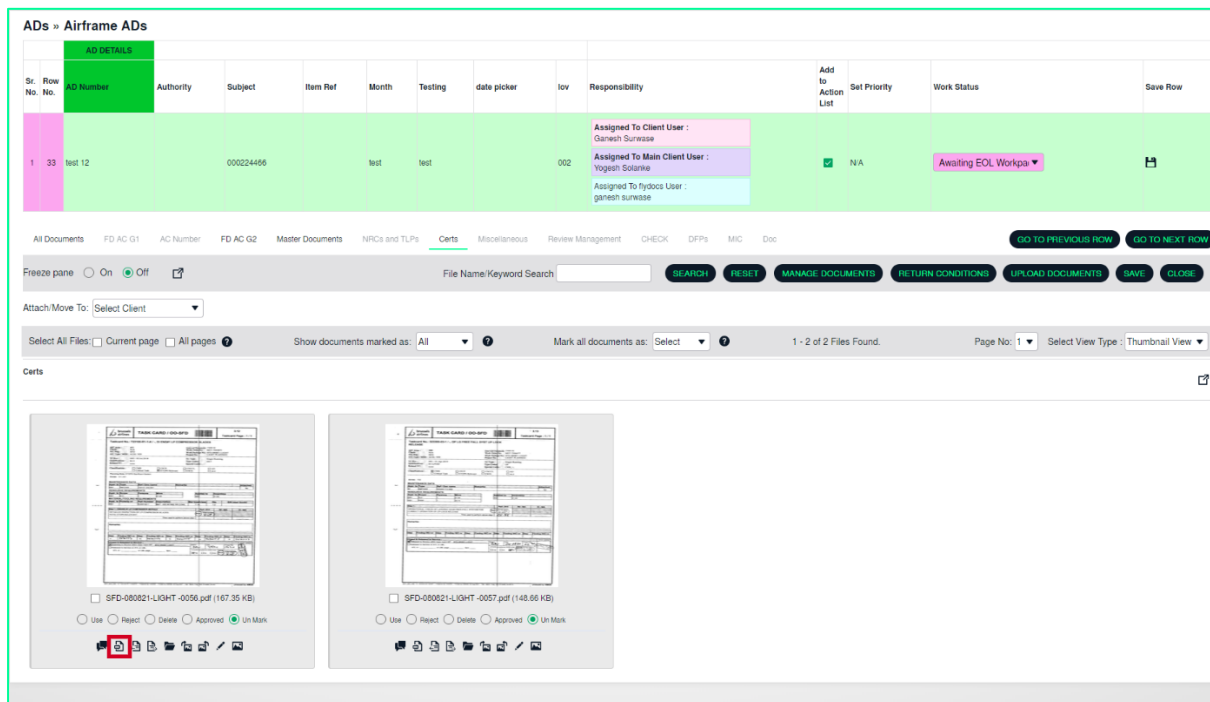 ADs » Airframe ADs
AD DETAILS
Sr. No. Row No. AD Number Authority Subject Item Ref Month Testing date picker lov Responsibility Add to Action List Set Priority Work Status Save Row
Assigned To Client User :
Ganesh Surwase
1 33 test 12 000224466 test test 002 Assigned To Main Client User : N/A Awaiting EOL Workpa
Yogesh Solanke
Assigned To flydocs User :
ganesh surwase
All Documents FD AC G1 AC Number FD AC G2 Master Documents NRCs and TLPs Certs Miscellaneous Review Management CHECK DFPs MIC Doc GO TO PREVIOUS ROW GO TO NEXT ROW
Freeze pane On Off File Name/Keyword Search SEARCH RESET MANAGE DOCUMENTS RETURN CONDITIONS UPLOAD DOCUMENTS SAVE CLOSE
Attach/Move To: Select Client
Select All Files: Current page All pages ? Show documents marked as: All ? Mark all documents as: Select ? 1 - 2 of 2 Files Found. Page No: 1 Select View Type : Thumbnail View
Certs
TASK CARD / DO-SFD TASK CARD / DO-SFD
SFD-080821-LIGHT -0056.pdf (167.35 KB) SFD-080821-LIGHT -0057.pdf (148.66 KB)
Use Reject Delete Approved Un Mark Use Reject Delete Approved Un Mark